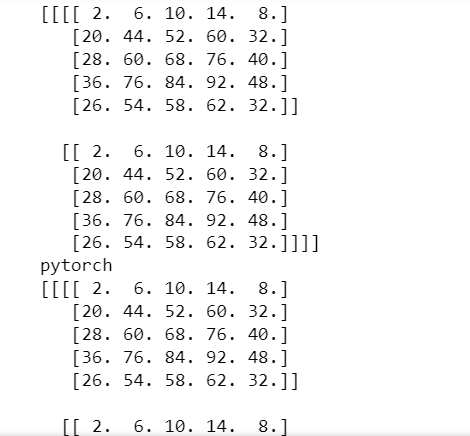 [[[[ 2.  6. 10. 14.  8.]
   [20. 44. 52. 60. 32.]
   [28. 60. 68. 76. 40.]
   [36. 76. 84. 92. 48.]
   [26. 54. 58. 62. 32.]]
  [[ 2.  6. 10. 14.  8.]
   [20. 44. 52. 60. 32.]
   [28. 60. 68. 76. 40.]
   [36. 76. 84. 92. 48.]
   [26. 54. 58. 62. 32.]]]]
pytorch
[[[[ 2.  6. 10. 14.  8.]
   [20. 44. 52. 60. 32.]
   [28. 60. 68. 76. 40.]
   [36. 76. 84. 92. 48.]
   [26. 54. 58. 62. 32.]]
  [[ 2.  6. 10. 14.  8.]